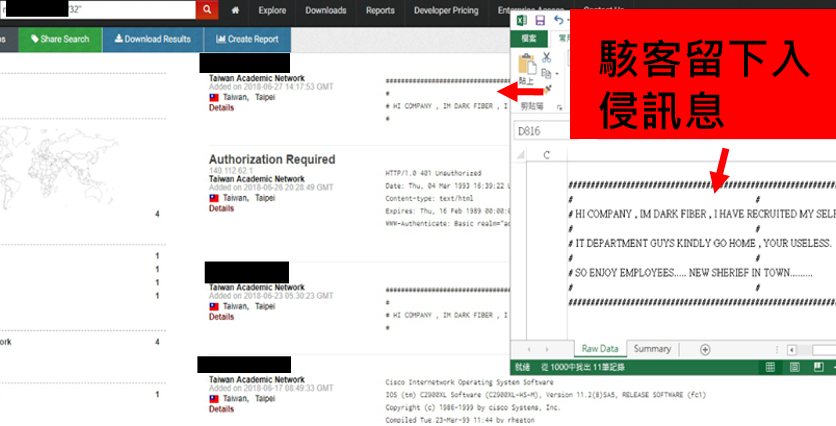 32"
Explore
Downloads
Reports
Developer Pricing
Share Search
Download Results
Create Report
Taiwan Academic Network
Added on 2018-06-27 14:17:53 GMT
Taiwan, Taipei
Details
################################
#
# HI COMPANY , IM DARK FIBER , I
#
Authorization Required
140.112.62.1
Taiwan Academic Network
Added on 2018-06-26 20:28:49 GMT
Taiwan, Taipei
Details
HTTP/1.0 401 Unauthorized
Date: Thu, 04 Mar 1993 16:39:22
Content-type: text/html
Expires: Thu, 16 Feb 1989 00:00:
WWW-Authenticate: Basic realm="
4
1
1
1
1
4
1
Taiwan Academic Network
Added on 2018-06-23 05:30:23 GMT
Taiwan, Taipei
Details
################################
#
# HI COMPANY , IM DARK FIBER , I
#
Taiwan Academic Network
Added on 2018-06-17 08:49:33 GMT
Taiwan, Taipei
Details
Cisco Internetwork Operating System Software
IOS (tm) C2900XL Software (C2900XL-HS-M), Version 11.2(8)SA5, RELEASE SOFTWARE (fc1)
Copyright (c) 1986-1999 by cisco Systems, Inc.
Compiled Tue 23-Mar-99 11:44 by rheaton
駭客留下入
侵訊息
檔案
貼上
剪貼簿
D816
C
################################
# #
# HI COMPANY , IM DARK FIBER , I HAVE RECRUITED MY SELF
# #
# IT DEPARTMENT GUYS KINDLY GO HOME , YOUR USELESS.
# #
# SO ENJOY EMPLOYEES..... NEW SHERIEF IN TOWN.........
# #
################################
Raw Data
Summary
就緒
從 1000中找出 11筆記錄